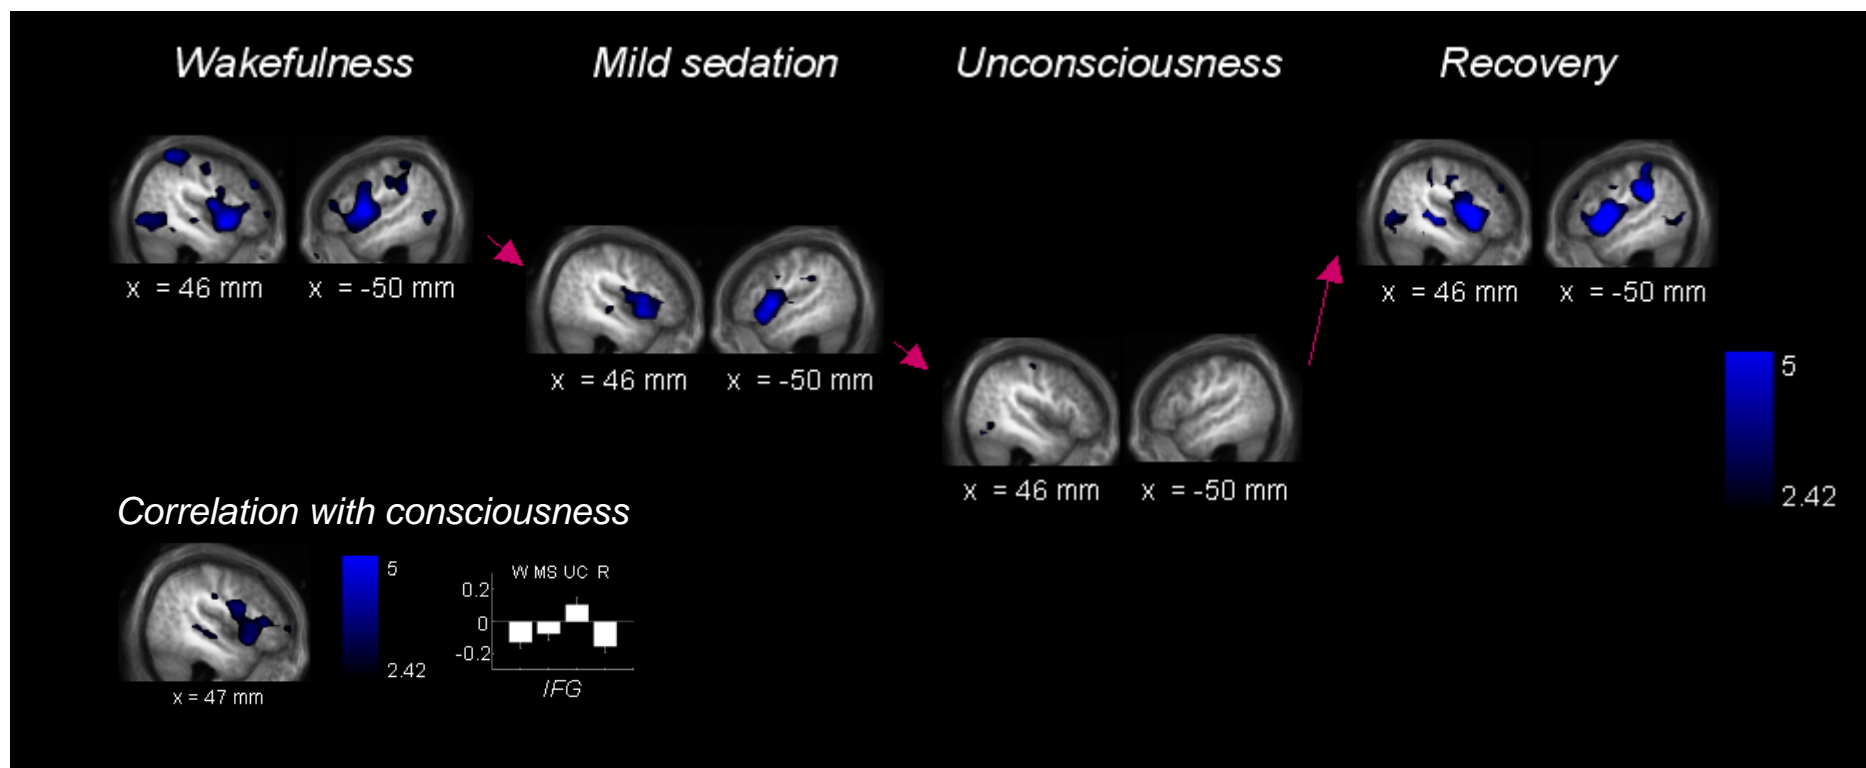 Wakefulness
Mild sedation
Unconsciousness
Recovery
x = 46 mm
x = -50 mm
x = 46 mm
x = -50 mm
x = 46 mm
x = -50 mm
x = 46 mm
x = -50 mm
5
2.42
Correlation with consciousness
x = 47 mm
5
2.42
W MS UC R
0.2
0
-0.2
IFG